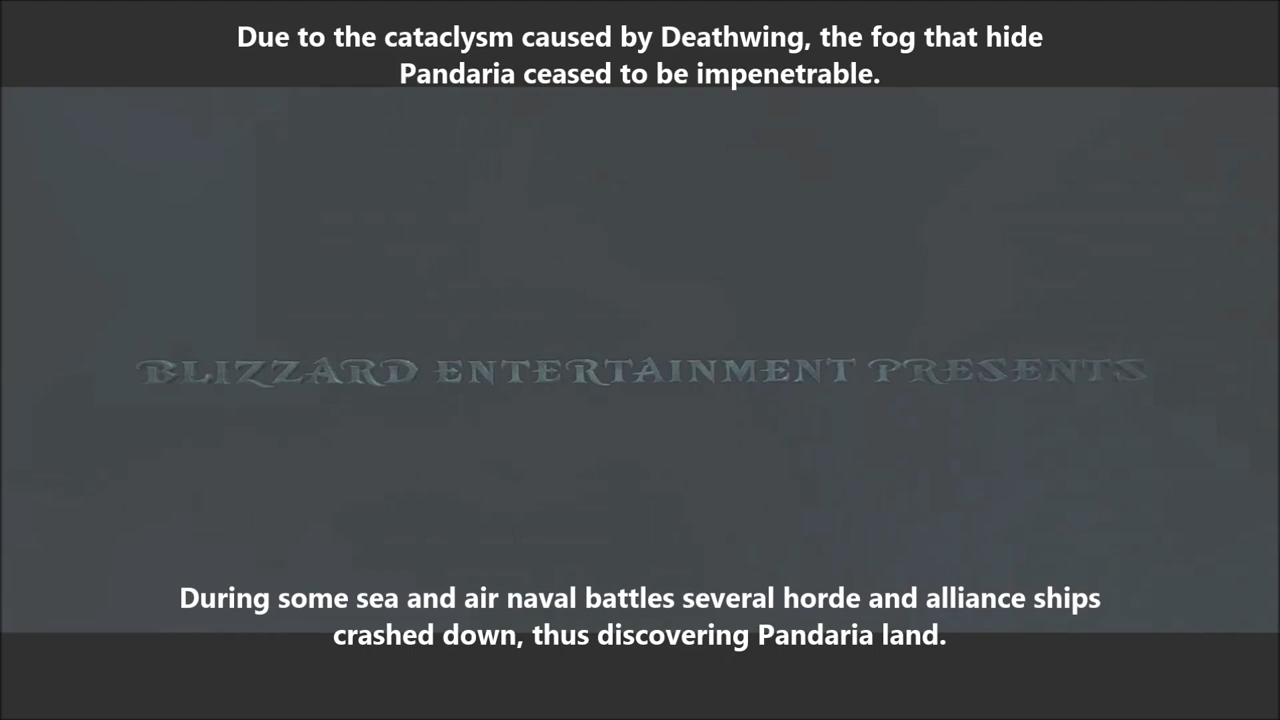 Due to the cataclysm caused by Deathwing, the fog that hide
Pandaria ceased to be impenetrable.
BLIZZARD ENTERTAINMENT PRESENTS
During some sea and air naval battles several horde and alliance ships
crashed down, thus discovering Pandaria land.